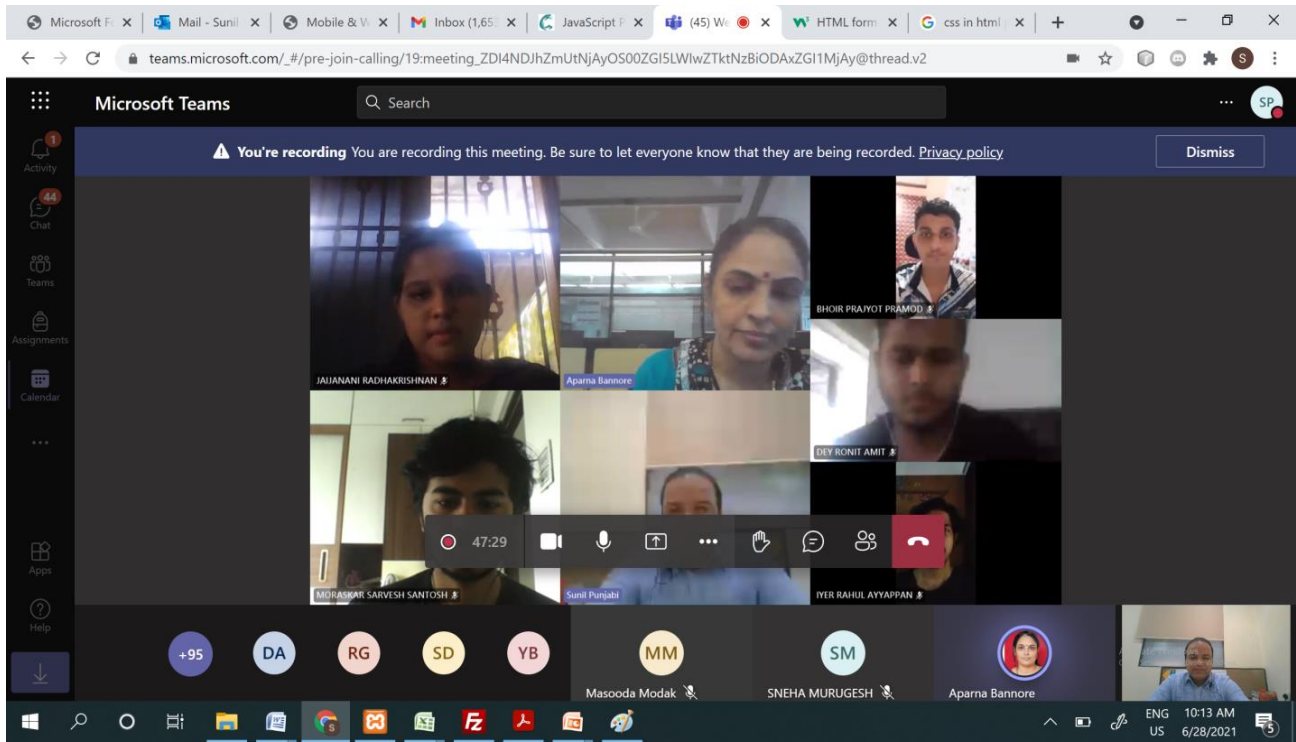 Microsoft Fo
Mail - Sunil
Mobile & W
Inbox (1,65
JavaScript P
(45) We
HTML form
css in html
teams.microsoft.com/_#/pre-join-calling/19:meeting_ZDI4NDJhZmUtNjAyOS00ZGI5LWIwZTktNzBiODAxZGI1MjAy@thread.v2
S
Microsoft Teams
Search
SP
You're recording You are recording this meeting. Be sure to let everyone know that they are being recorded. Privacy policy
Dismiss
1
Activity
44
Chat
Teams
Assignments
Calendar
Apps
Help
BHOIR PRAJYOT PRAMOD
JAIJANANI RADHAKRISHNAN
Aparna Bannore
DEY RONIT AMIT
47:29
MORASKAR SARVESH SANTOSH
Sunil Punjabi
IYER RAHUL AYYAPPAN
+95
DA
RG
SD
YB
MM
Masooda Modak
SM
SNEHA MURUGESH
Aparna Bannore
ENG
US
10:13 AM
6/28/2021
5